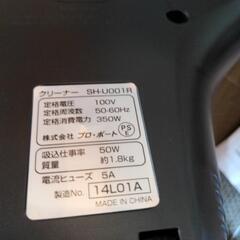 クリーナー SH-U001R
定格電圧 100V
定格周波数 50-60Hz
定格消費電力 350W
株式会社 プロ・ポート
PS E
吸込仕事率 50W
約1.8kg
電流ヒューズ 5A
製造No. 14L01A
MADE IN CHINA